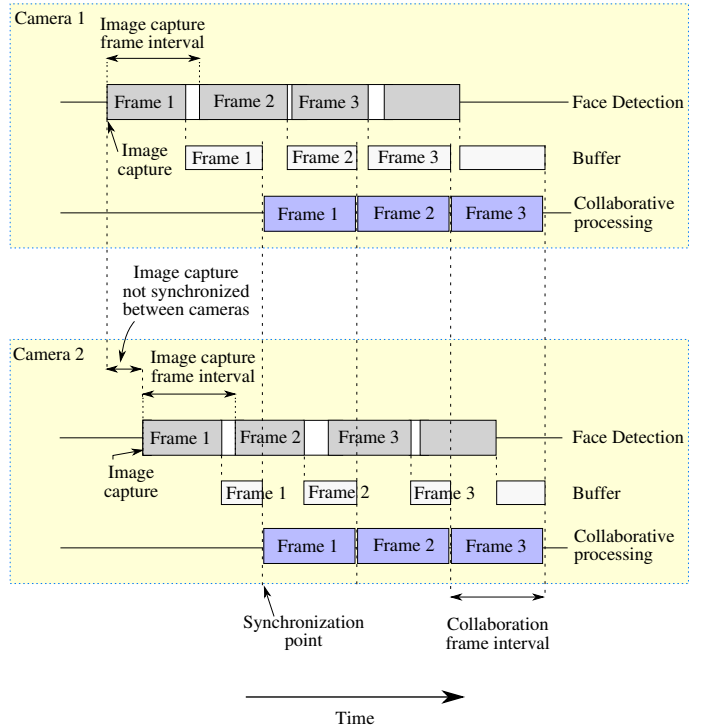 Camera 1
Image capture
frame interval
Frame 1
Frame 2
Frame 3
Face Detection
Image
capture
Frame 1
Frame 2
Frame 3
Buffer
Frame 1
Frame 2
Frame 3
Collaborative
processing
Image capture
not synchronized
between cameras
Camera 2
Image capture
frame interval
Frame 1
Frame 2
Frame 3
Face Detection
Image
capture
Frame 1
Frame 2
Frame 3
Buffer
Frame 1
Frame 2
Frame 3
Collaborative
processing
Synchronization
point
Collaboration
frame interval
Time